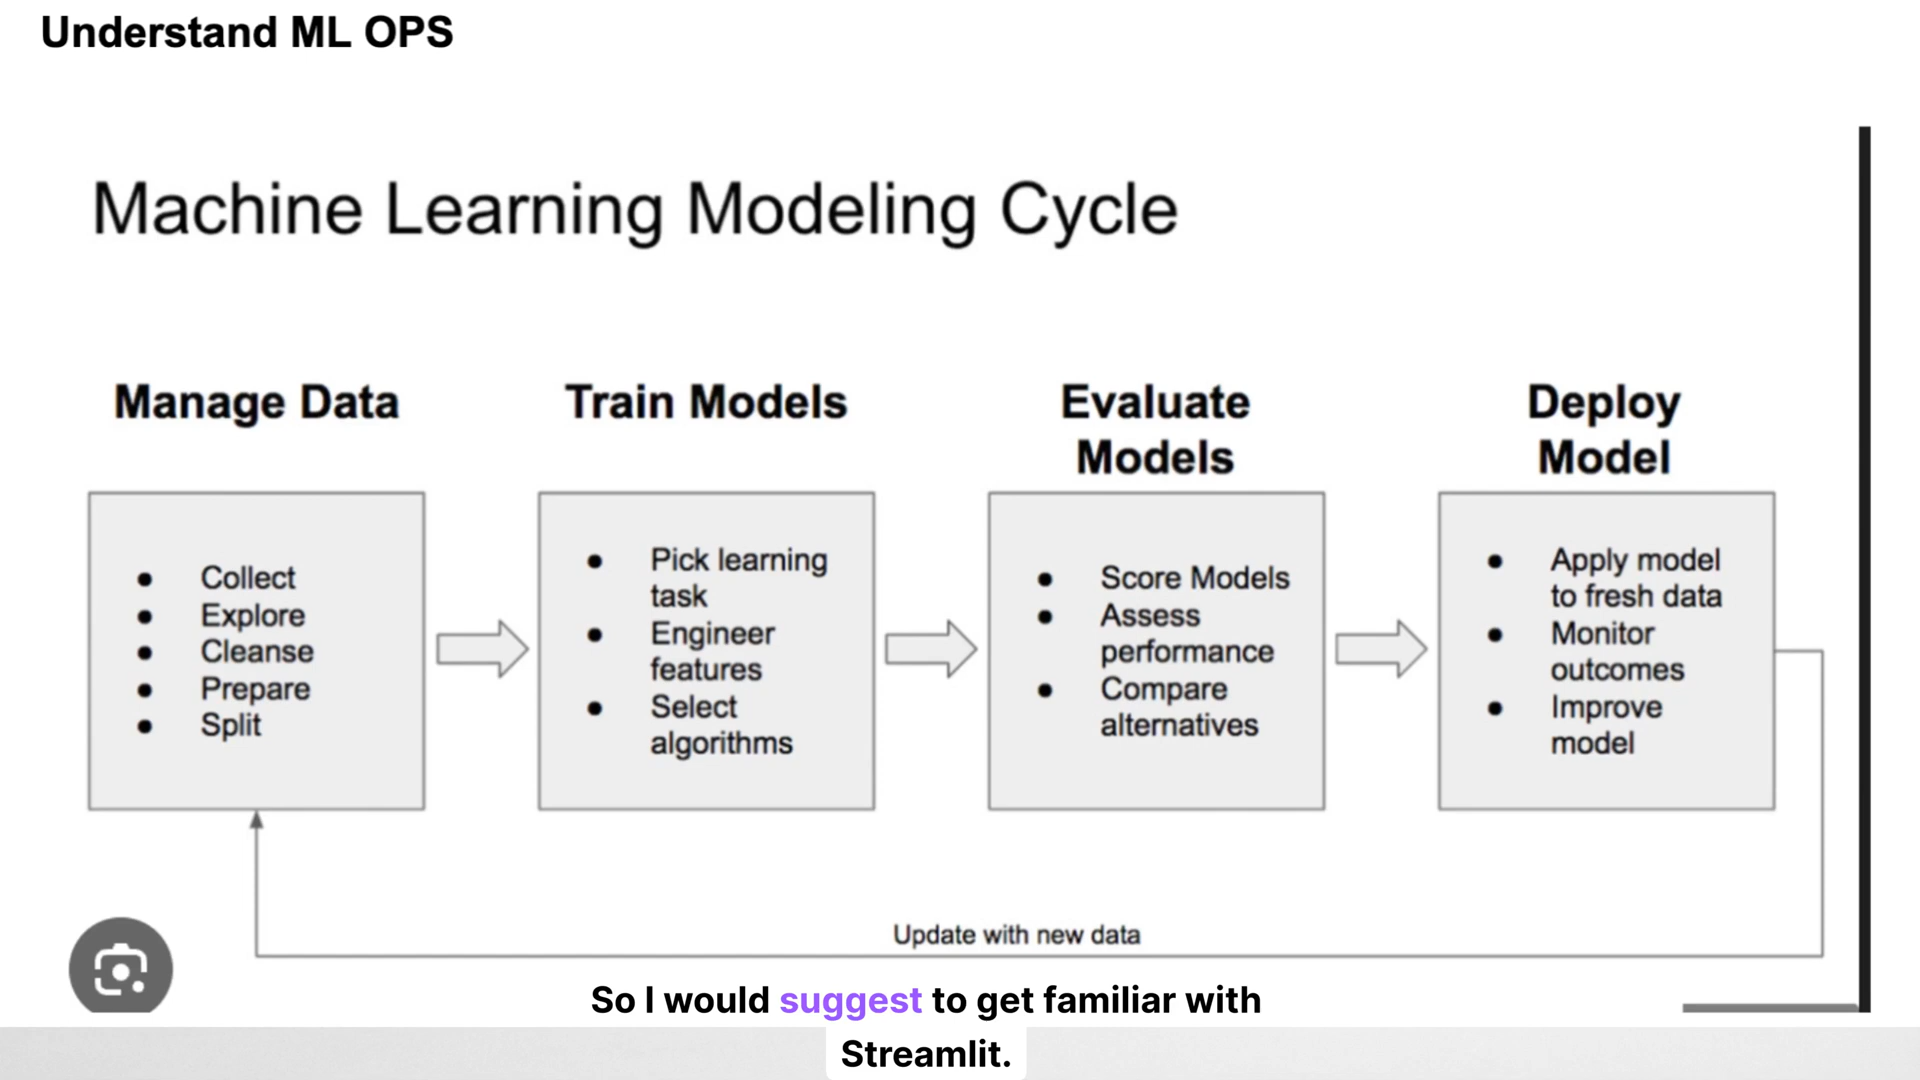 Understand ML OPS
Machine Learning Modeling Cycle
Manage Data
● Collect
● Explore
● Cleanse
● Prepare
● Split
Train Models
● Pick learning
task
● Engineer
features
● Select
algorithms
Evaluate
Models
● Score Models
● Assess
performance
● Compare
alternatives
Deploy
Model
● Apply model
to fresh data
● Monitor
outcomes
● Improve
model
Update with new data
So I would suggest to get familiar with
Streamlit.